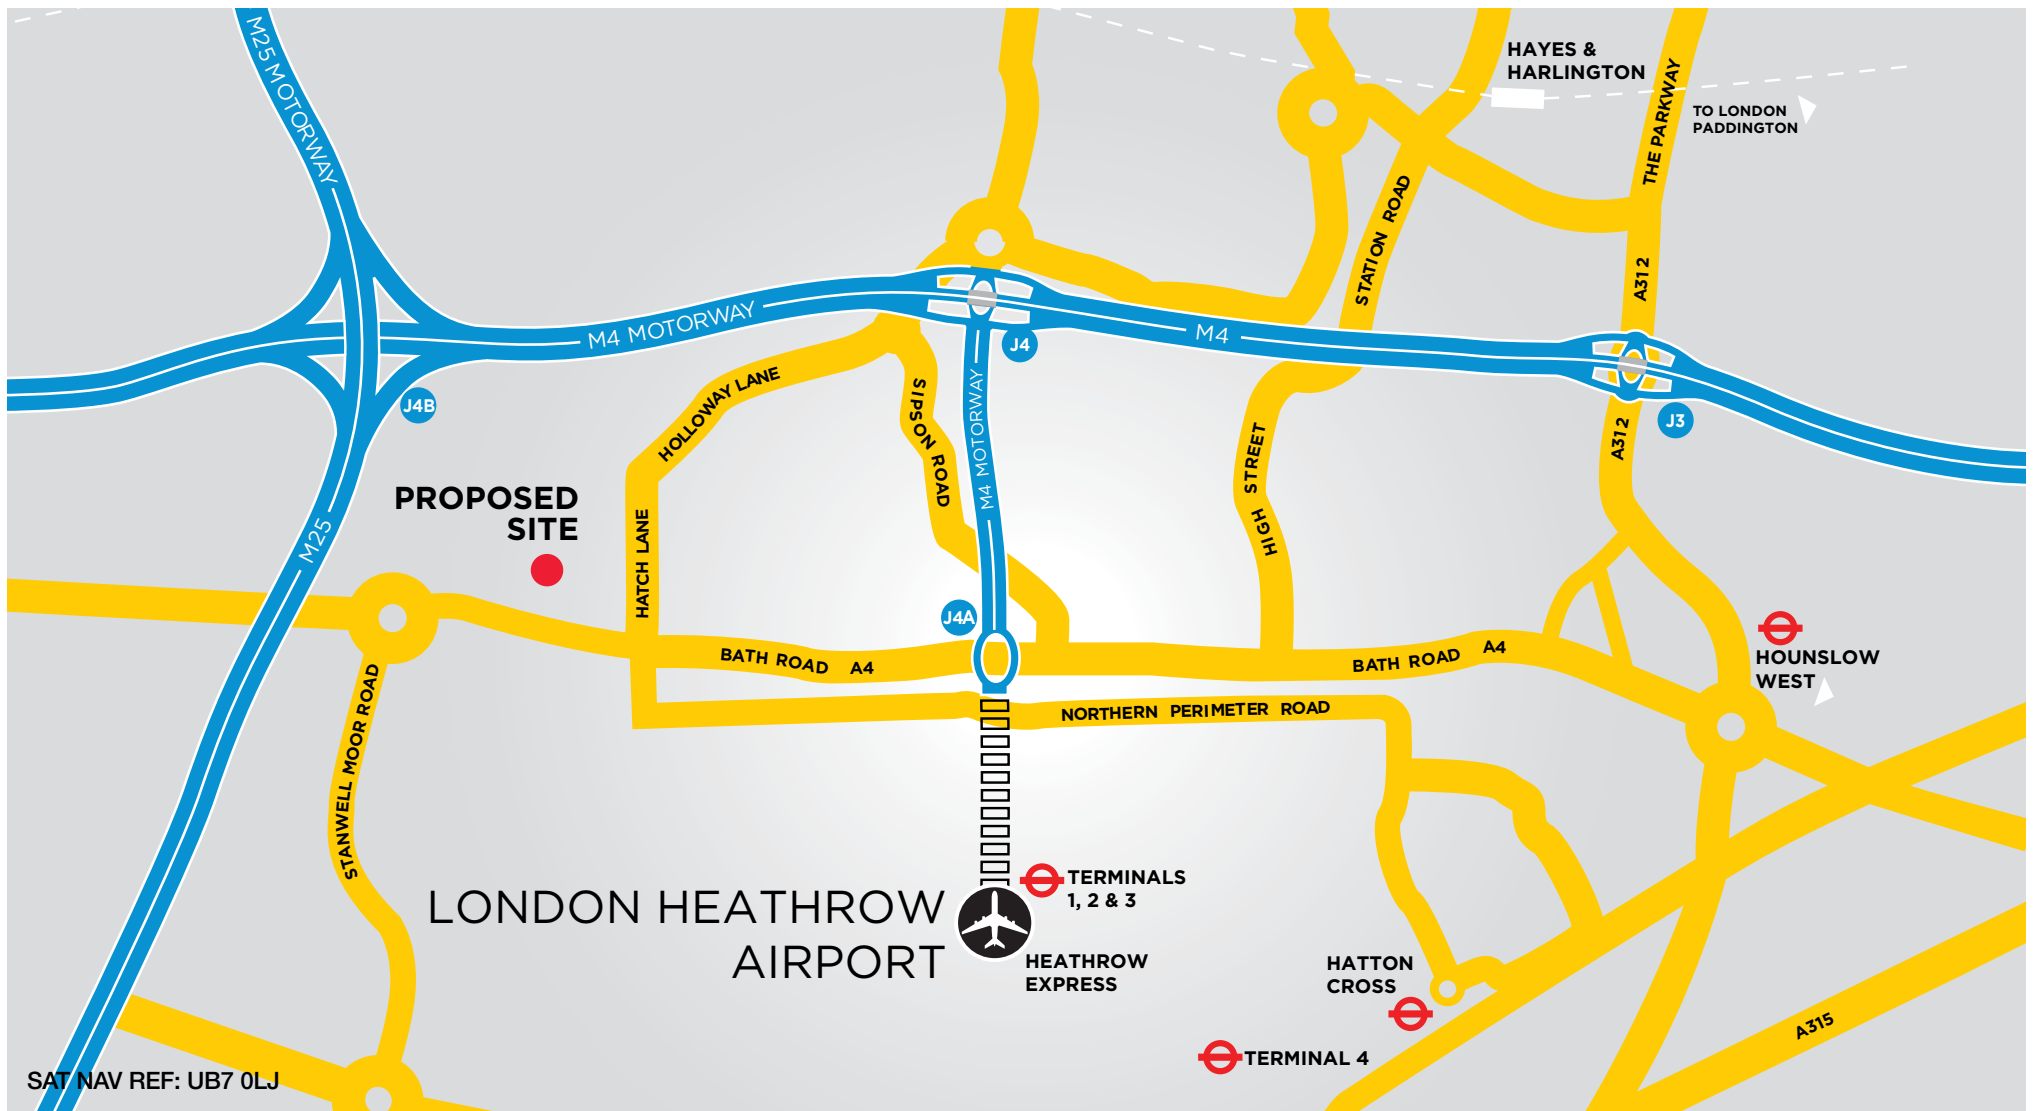 M25 MOTORWAY
HAYES &
HARLINGTON
THE PARKWAY
TO LONDON
PADDINGTON
STATION ROAD
A312
M4 MOTORWAY
M4
J4
J4B
J3
A312
HOLLOWAY LANE
SIPSON ROAD
M4 MOTORWAY
HIGH STREET
PROPOSED
SITE
M25
HATCH LANE
J4A
BATH ROAD A4
BATH ROAD A4
HOUNSLOW
WEST
STANWELL MOOR ROAD
NORTHERN PERIMETER ROAD
TERMINALS
1, 2 & 3
LONDON HEATHROW
AIRPORT
HEATHROW
EXPRESS
HATTON
CROSS
A315
TERMINAL 4
SAT NAV REF: UB7 0LJ